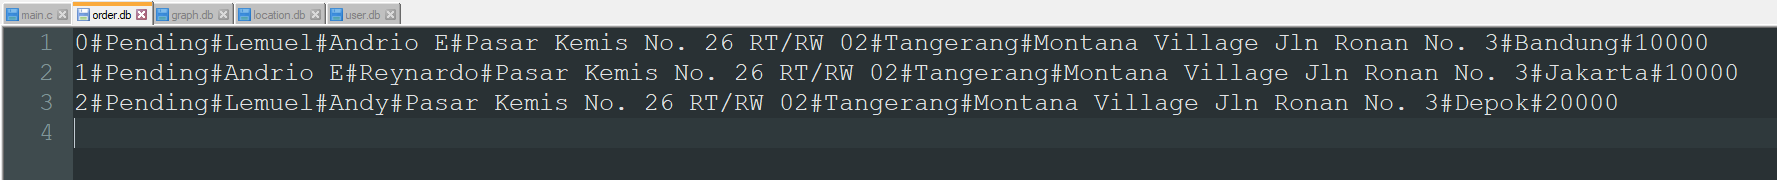 main.c order.db graph.db location.db user.db
1 0#Pending#Lemuel#Andrio E#Pasar Kemis No. 26 RT/RW 02#Tangerang#Montana Village Jln Ronan No. 3#Bandung#10000
2 1#Pending#Andrio E#Reynardo#Pasar Kemis No. 26 RT/RW 02#Tangerang#Montana Village Jln Ronan No. 3#Jakarta#10000
3 2#Pending#Lemuel#Andy#Pasar Kemis No. 26 RT/RW 02#Tangerang#Montana Village Jln Ronan No. 3#Depok#20000
4